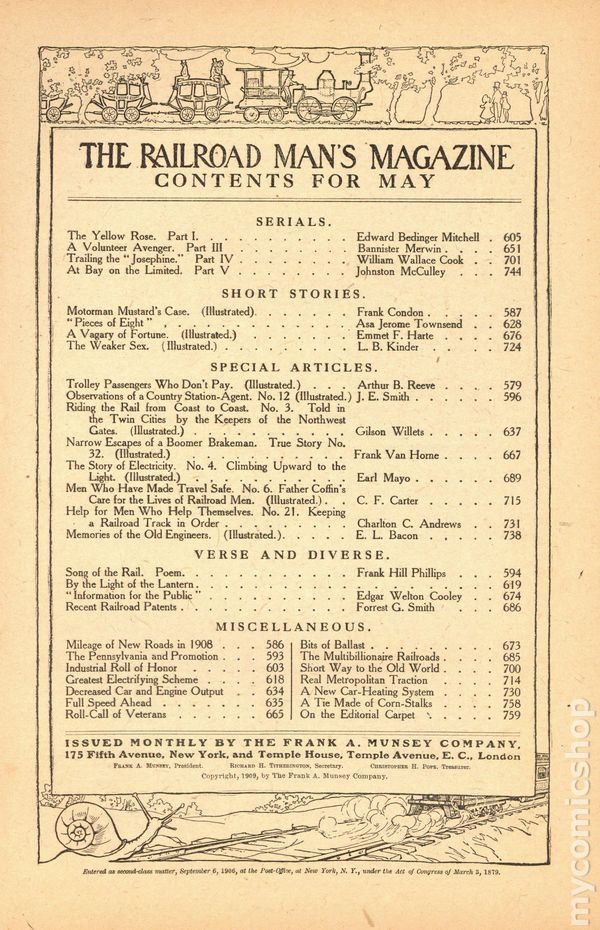 THE RAILROAD MAN'S MAGAZINE
CONTENTS FOR MAY
SERIALS.
The Yellow Rose. Part I. . . . . . . . . . . Edward Bedinger Mitchell . 605
A Volunteer Avenger. Part III . . . . . . . . Bannister Merwin . . . 651
Trailing the "Josephine." Part IV . . . . . . . . William Wallace Cook . . 701
At Bay on the Limited. Part V . . . . . . . . Johnston McCulley . . . 744
SHORT STORIES.
Motorman Mustard's Case. (Illustrated) . . . . . . . Frank Condon . . . . . 587
"Pieces of Eight" . . . . . . . . . . . Asa Jerome Townsend . . 628
A Vagary of Fortune. (Illustrated.) . . . . . . . Emmet F. Harte . . . . 676
The Weaker Sex. (Illustrated.) . . . . . . . . L. B. Kinder . . . . . 724
SPECIAL ARTICLES.
Trolley Passengers Who Don't Pay. (Illustrated.) . . . Arthur B. Reeve . . . . 579
Observations of a Country Station-Agent. No. 12 (Illustrated.) J. E. Smith . . . . . . 596
Riding the Rail from Coast to Coast. No. 3. Told in
the Twin Cities by the Keepers of the Northwest
Gates. (Illustrated.) . . . . . . . . . . Gilson Willets . . . . . 637
Narrow Escapes of a Boomer Brakeman. True Story No.
32. (Illustrated.) . . . . . . . . . . Frank Van Horne . . . . 667
The Story of Electricity. No. 4. Climbing Upward to the
Light. (Illustrated.) . . . . . . . . . . Earl Mayo . . . . . . 689
Men Who Have Made Travel Safe. No. 6. Father Coffin's
Care for the Lives of Railroad Men. (Illustrated.) . . C. F. Carter . . . . . 715
Help for Men Who Help Themselves. No. 21. Keeping
a Railroad Track in Order . . . . . . . . Charlton C. Andrews . . 731
Memories of the Old Engineers. (Illustrated.) . . . . . E. L. Bacon . . . . . 738
VERSE AND DIVERSE.
Song of the Rail. Poem. . . . . . . . . . . Frank Hill Phillips . . . 594
By the Light of the Lantern . . . . . . . . . . . . . . . . 619
"Information for the Public" . . . . . . . . . Edgar Welton Cooley . . 674
Recent Railroad Patents . . . . . . . . . . Forrest G. Smith . . . . 686
MISCELLANEOUS.
Mileage of New Roads in 1908 . . . 586
The Pennsylvania and Promotion . . . 593
Industrial Roll of Honor . . . . 603
Greatest Electrifying Scheme . . . 618
Decreased Car and Engine Output . . 634
Full Speed Ahead . . . . . . 635
Roll-Call of Veterans . . . . . 665
Bits of Ballast . . . . . . . . 673
The Multibillionaire Railroads . . . . 685
Short Way to the Old World . . . . 700
Real Metropolitan Traction . . . . 714
A New Car-Heating System . . . . 730
A Tie Made of Corn-Stalks . . . . 758
On the Editorial Carpet . . . . . 759
ISSUED MONTHLY BY THE FRANK A. MUNSEY COMPANY,
175 Fifth Avenue, New York, and Temple House, Temple Avenue, E. C., London
FRANK A. MUNSEY, President. RICHARD H. TITHERINGTON, Secretary. CHRISTOPHER H. POPE, Treasurer.
Copyright, 1909, by The Frank A. Munsey Company.
Entered as second-class matter, September 6, 1906, at the Post-Office, at New York, N. Y., under the Act of Congress of March 3, 1879.
mycomicshop